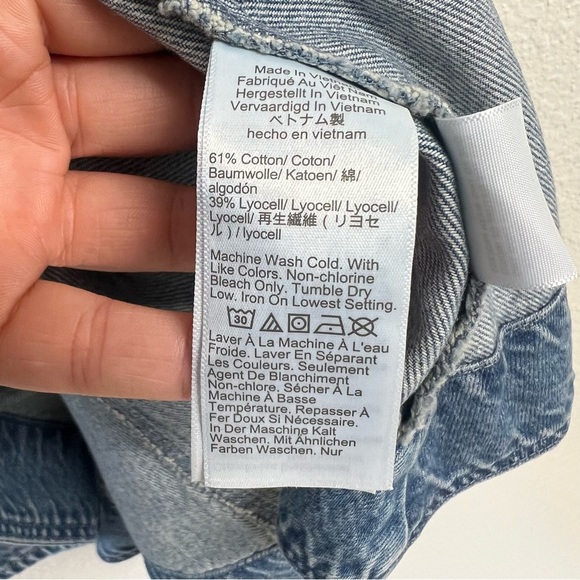 Made In Vietnam
Fabriqué Au Viet Nam
Hergestellt In Vietnam
Vervaardigd In Vietnam
ベトナム製
hecho en vietnam
61% Cotton/ Coton/
Baumwolle/ Katoen/ 綿/
algodón
39% Lyocell/ Lyocell/ Lyocell/
Lyocell/ 再生繊維 ( リヨセ
ル ) / lyocell
Machine Wash Cold. With
Like Colors. Non-chlorine
Bleach Only. Tumble Dry
Low. Iron On Lowest Setting.
30
Laver À La Machine À L'eau
Froide. Laver En Séparant
Les Couleurs. Seulement
Agent De Blanchiment
Non-chlore. Sécher À La
Machine À Basse
Température. Repasser À
Fer Doux Si Nécessaire.
In Der Maschine Kalt
Waschen. Mit Ähnlichen
Farben Waschen. Nur